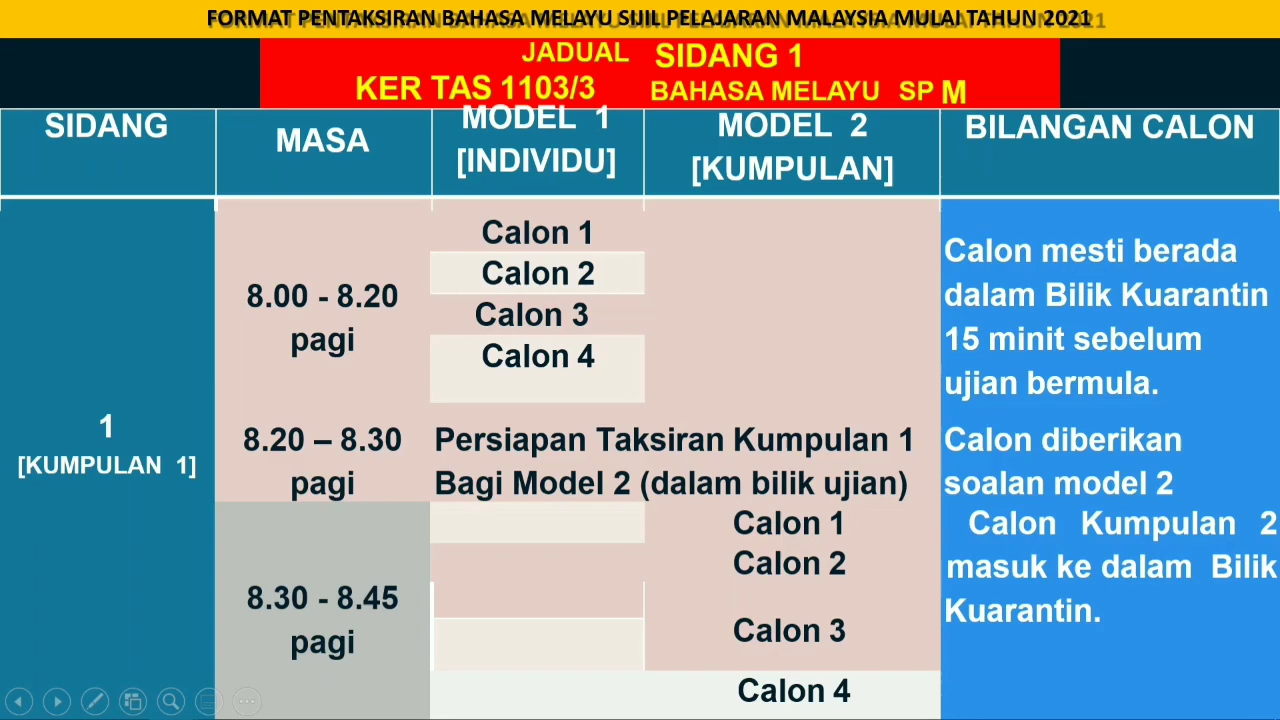 FORMAT PENTAKSIRAN BAHASA MELAYU SIJIL PELAJARAN MALAYSIA MULAI TAHUN 2021
JADUAL SIDANG 1
KER TAS 1103/3 BAHASA MELAYU SP M
SIDANG
MASA
MODEL 1
[INDIVIDU]
MODEL 2
[KUMPULAN]
BILANGAN CALON
1
[KUMPULAN 1]
8.00 - 8.20
pagi
Calon 1
Calon 2
Calon 3
Calon 4
Calon mesti berada
dalam Bilik Kuarantin
15 minit sebelum
ujian bermula.
8.20 – 8.30
pagi
Persiapan Taksiran Kumpulan 1
Bagi Model 2 (dalam bilik ujian)
Calon diberikan
soalan model 2
8.30 - 8.45
pagi
Calon 1
Calon 2
Calon 3
Calon 4
Calon Kumpulan 2
masuk ke dalam Bilik
Kuarantin.